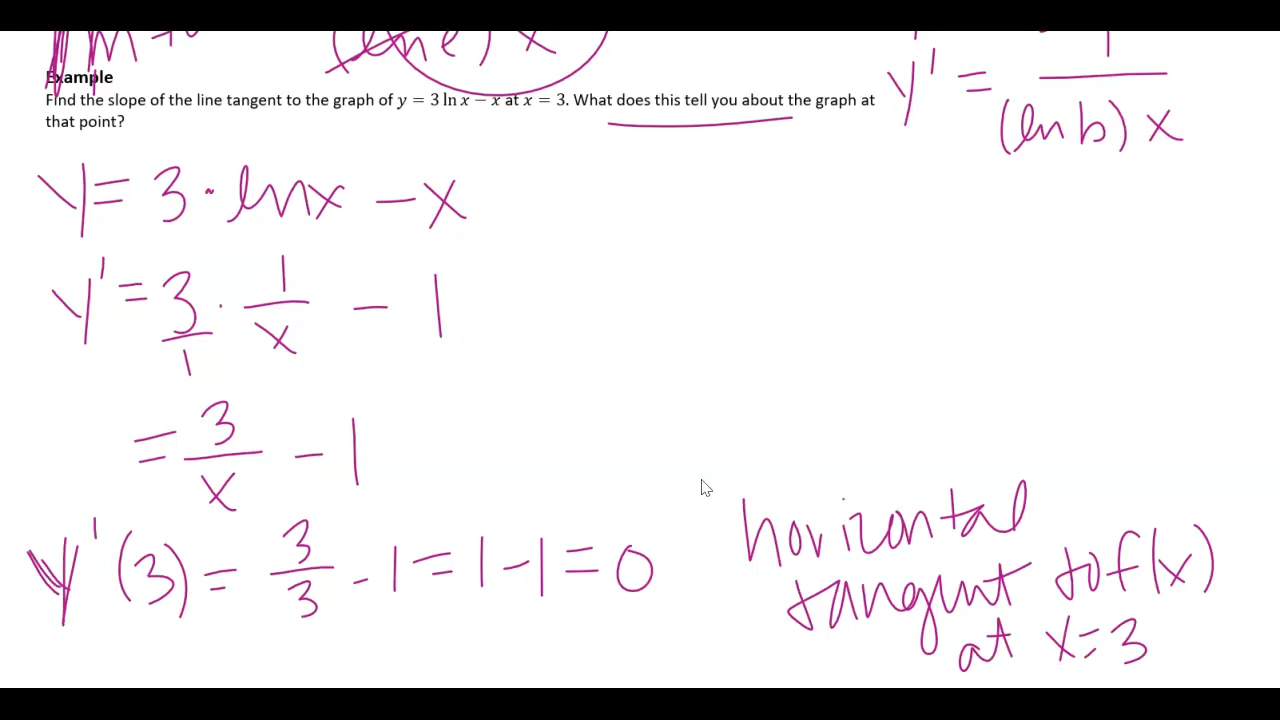 (ln e) x
Example
Find the slope of the line tangent to the graph of y = 3 ln x − x at x = 3. What does this tell you about the graph at
that point?
y' = 1/((ln b) x)
y = 3 · ln x − x
y' = 3/1 · 1/x − 1
= 3/x − 1
y'(3) = 3/3 − 1 = 1 − 1 = 0
horizontal
tangent to f(x)
at x = 3